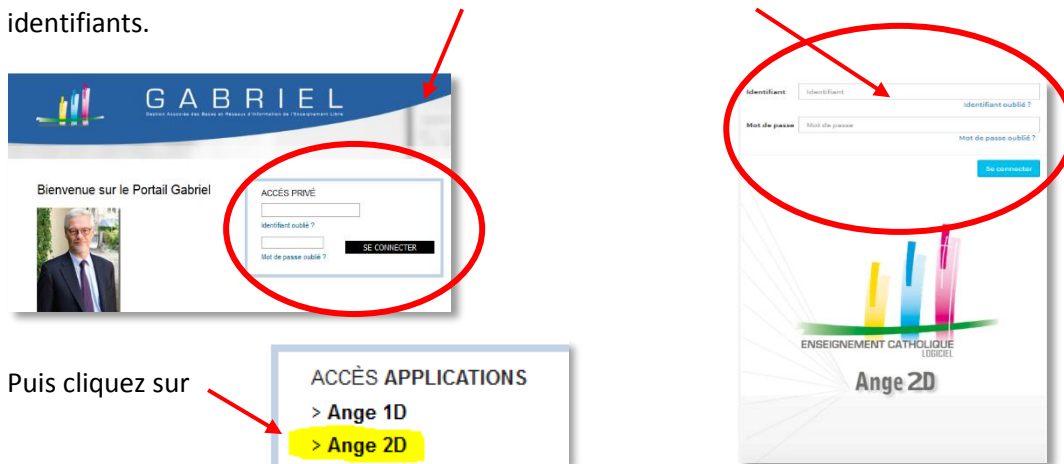 identifiants.
GABRIEL
Gestion Associée des Bases et Réseaux d'Information de l'Enseignement Libre
Bienvenue sur le Portail Gabriel
ACCÈS PRIVÉ
Identifiant oublié ?
Mot de passe oublié ?
SE CONNECTER
Identifiant
Identifiant
Identifiant oublié ?
Mot de passe
Mot de passe
Mot de passe oublié ?
Se connecter
ENSEIGNEMENT CATHOLIQUE
LOGICIEL
Ange 2D
Puis cliquez sur
ACCÈS APPLICATIONS
> Ange 1D
> Ange 2D